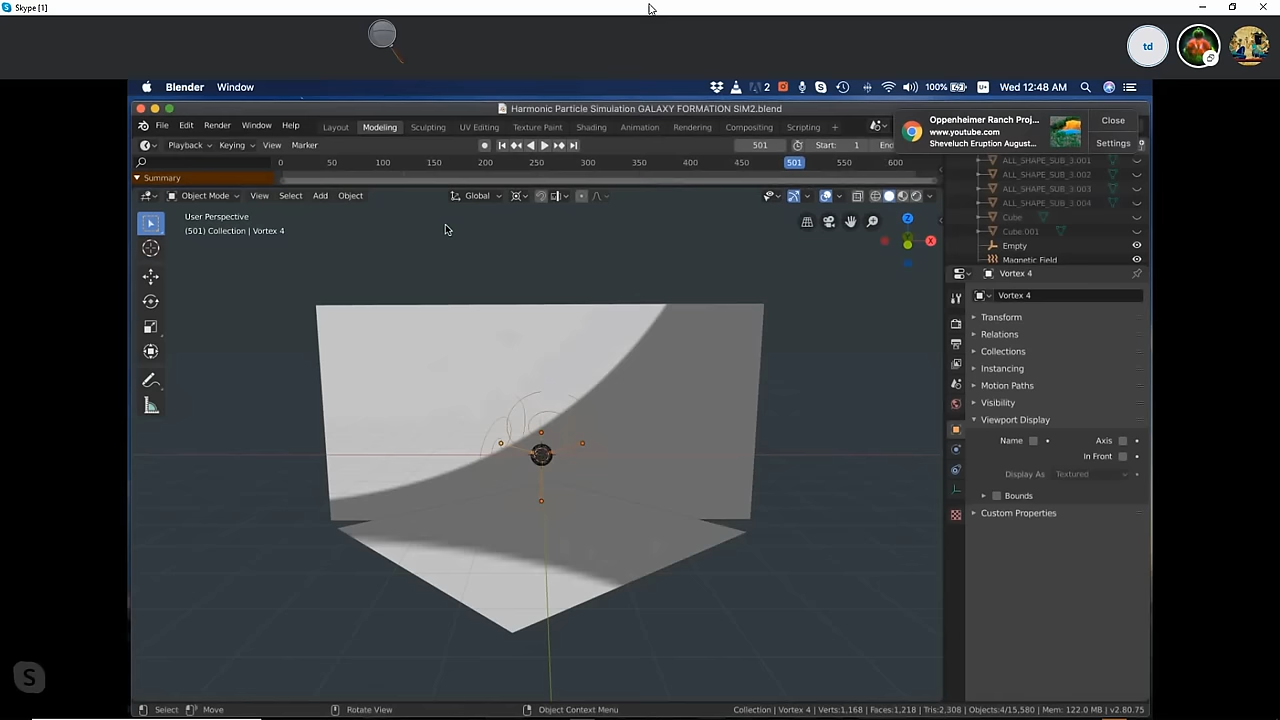 Skype [1]
td
Blender Window
2 100% Wed 12:48 AM
Harmonic Particle Simulation GALAXY FORMATION SIM2.blend
File Edit Render Window Help
Layout Modeling Sculpting UV Editing Texture Paint Shading Animation Rendering Compositing Scripting +
Oppenheimer Ranch Proj...
www.youtube.com
Sheveluch Eruption August...
Close
Settings
Playback Keying View Marker
501 Start: 1 End
0 50 100 150 200 250 300 350 400 450 501 600
Summary
Object Mode View Select Add Object
Global
User Perspective
(501) Collection | Vortex 4
Z
X
ALL_SHAPE_SUB_3.001
ALL_SHAPE_SUB_3.002
ALL_SHAPE_SUB_3.003
ALL_SHAPE_SUB_3.004
Cube
Cube.001
Empty
Magnetic Field
Vortex 4
Vortex 4
Transform
Relations
Collections
Instancing
Motion Paths
Visibility
Viewport Display
Name Axis
In Front
Display As Textured
Bounds
Custom Properties
Select Move Rotate View Object Context Menu
Collection | Vortex 4 | Verts:1,168 | Faces:1,218 | Tris:2,308 | Objects:4/15,580 | Mem: 122.0 MB | v2.80.75